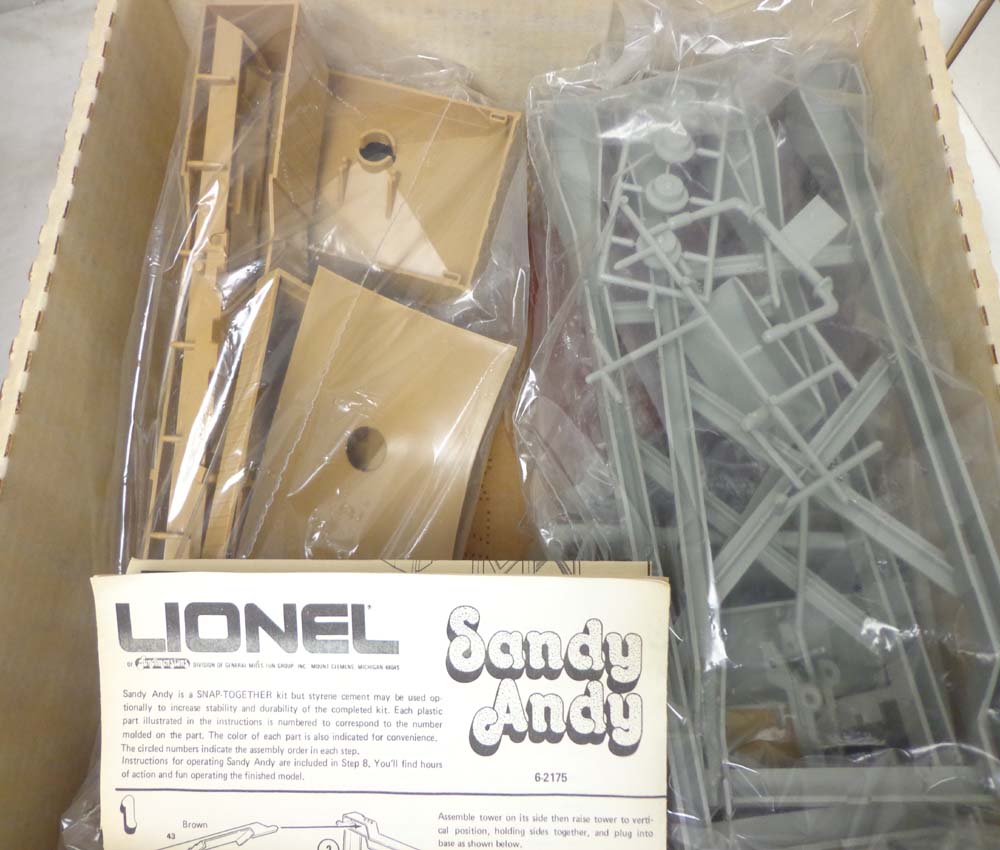 LIONEL
OF fundimensions DIVISION OF GENERAL MILLS FUN GROUP INC. MOUNT CLEMENS MICHIGAN 48045
Sandy
Andy
6-2175
Sandy Andy is a SNAP-TOGETHER kit but styrene cement may be used op-
tionally to increase stability and durability of the completed kit. Each plastic
part illustrated in the instructions is numbered to correspond to the number
molded on the part. The color of each part is also indicated for convenience.
The circled numbers indicate the assembly order in each step.
Instructions for operating Sandy Andy are included in Step 8. You'll find hours
of action and fun operating the finished model.
1
Brown
43
2
Assemble tower on its side then raise tower to verti-
cal position, holding sides together, and plug into
base as shown below.